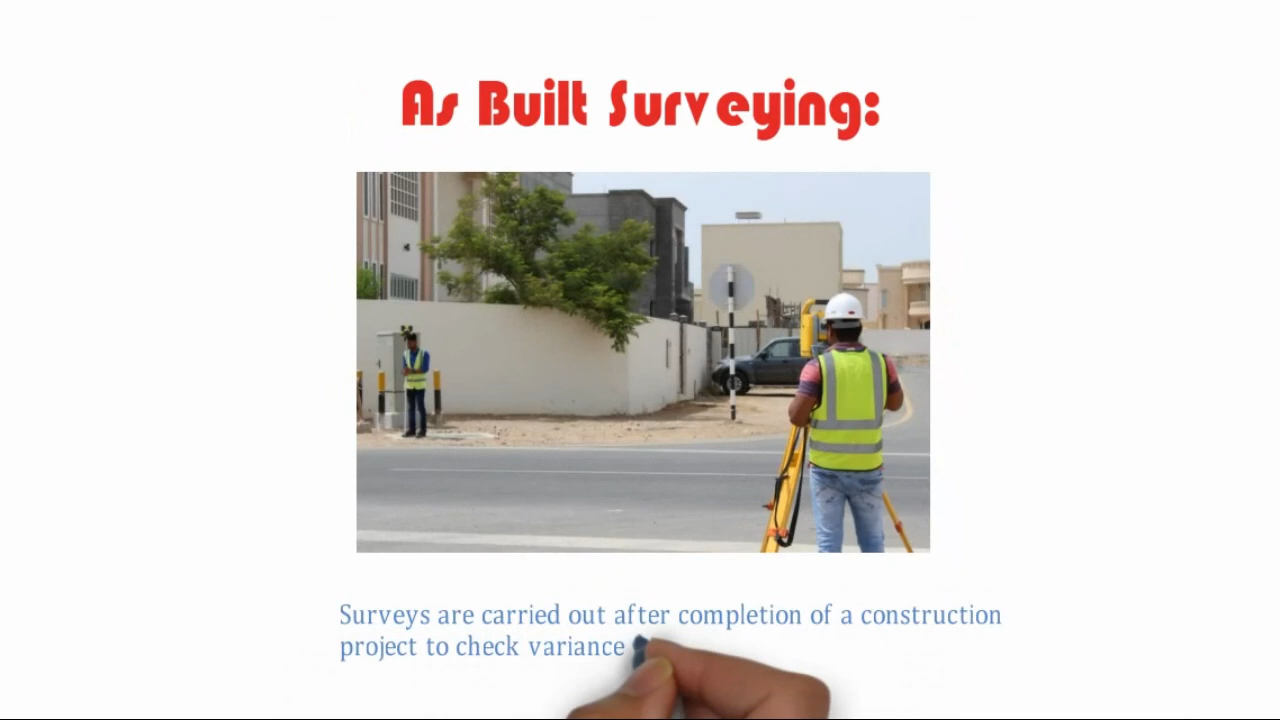 As Built Surveying:
Surveys are carried out after completion of a construction
project to check variance